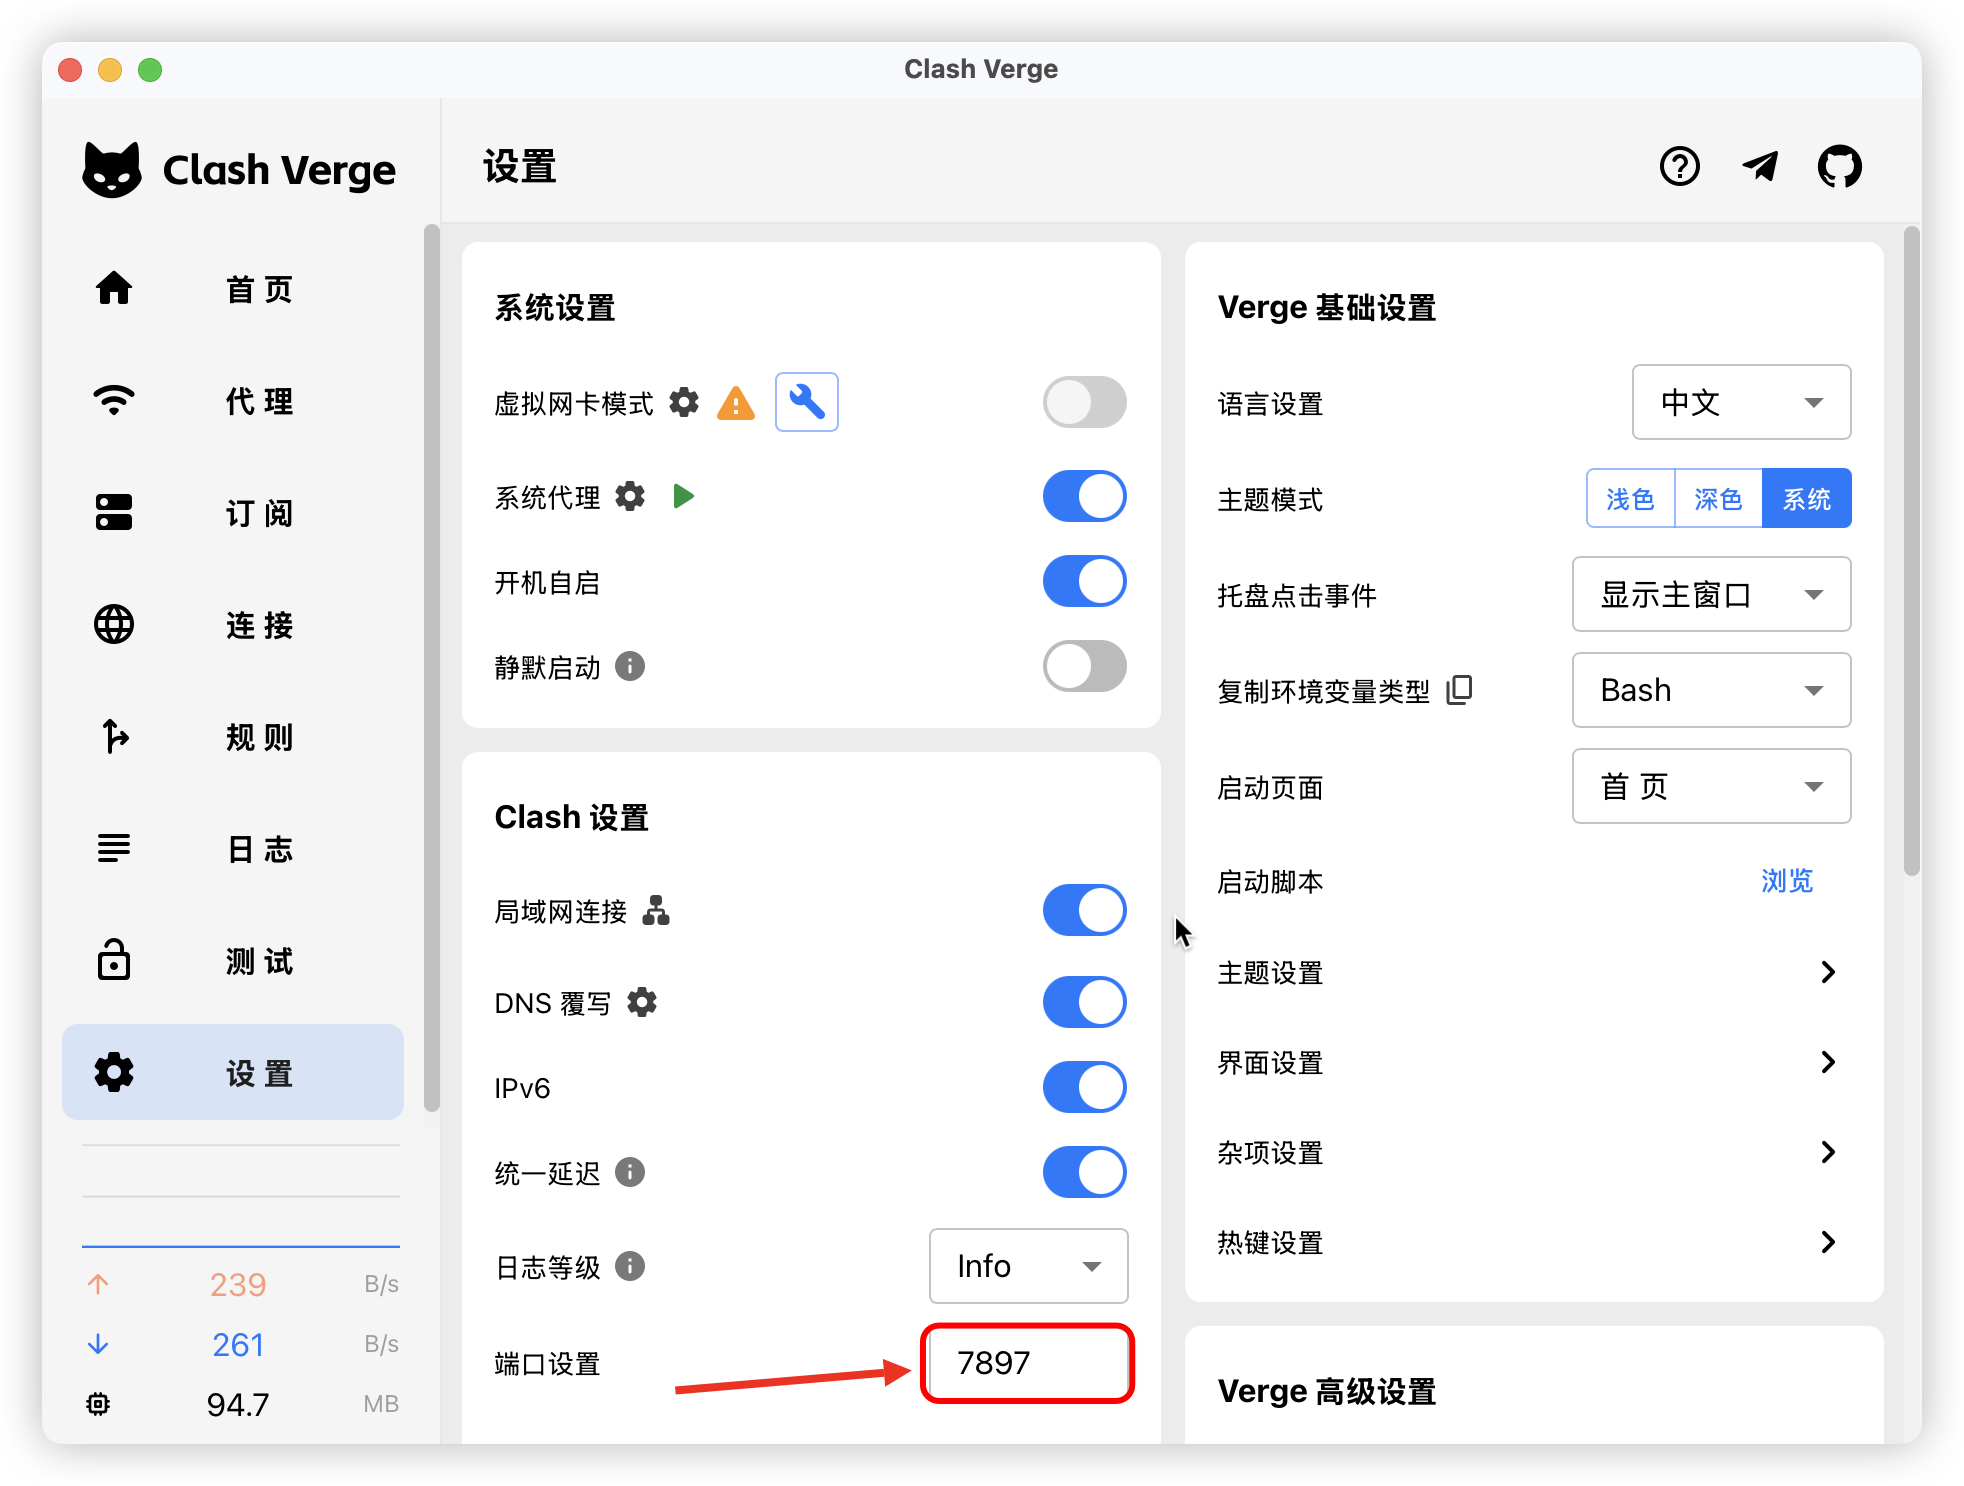 Clash Verge
Clash Verge
首 页
代 理
订 阅
连 接
规 则
日 志
测 试
设 置
239 B/s
261 B/s
94.7 MB
设置
系统设置
虚拟网卡模式
系统代理
开机自启
静默启动
Clash 设置
局域网连接
DNS 覆写
IPv6
统一延迟
日志等级 Info
端口设置 7897
Verge 基础设置
语言设置 中文
主题模式 浅色 深色 系统
托盘点击事件 显示主窗口
复制环境变量类型 Bash
启动页面 首 页
启动脚本 浏览
主题设置
界面设置
杂项设置
热键设置
Verge 高级设置